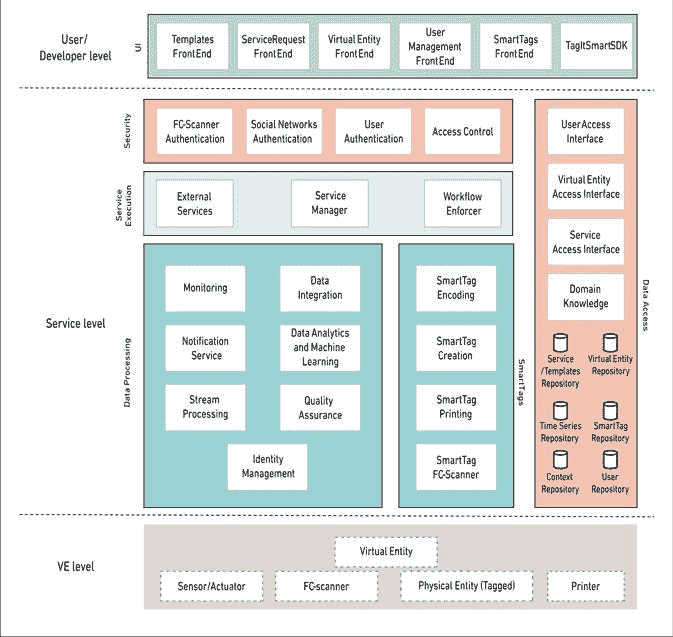 User/
Developer level
UI
Templates
FrontEnd
ServiceRequest
FrontEnd
Virtual Entity
FrontEnd
User
Management
FrontEnd
SmartTags
FrontEnd
TagItSmartSDK
Service level
Security
FC-Scanner
Authentication
Social Networks
Authentication
User
Authentication
Access Control
Service
Execution
External
Services
Service
Manager
Workflow
Enforcer
Data Processing
Monitoring
Data
Integration
Notification
Service
Data Analytics
and Machine
Learning
Stream
Processing
Quality
Assurance
Identity
Management
SmartTag
Encoding
SmartTag
Creation
SmartTag
Printing
SmartTag
FC-Scanner
SmartTags
User Access
Interface
Virtual Entity
Access Interface
Service
Access Interface
Domain
Knowledge
Service
/Templates
Repository
Virtual Entity
Repository
Time Series
Repository
SmartTag
Repository
Context
Repository
User
Repository
Data Access
VE level
Virtual Entity
Sensor/Actuator
FC-scanner
Physical Entity (Tagged)
Printer